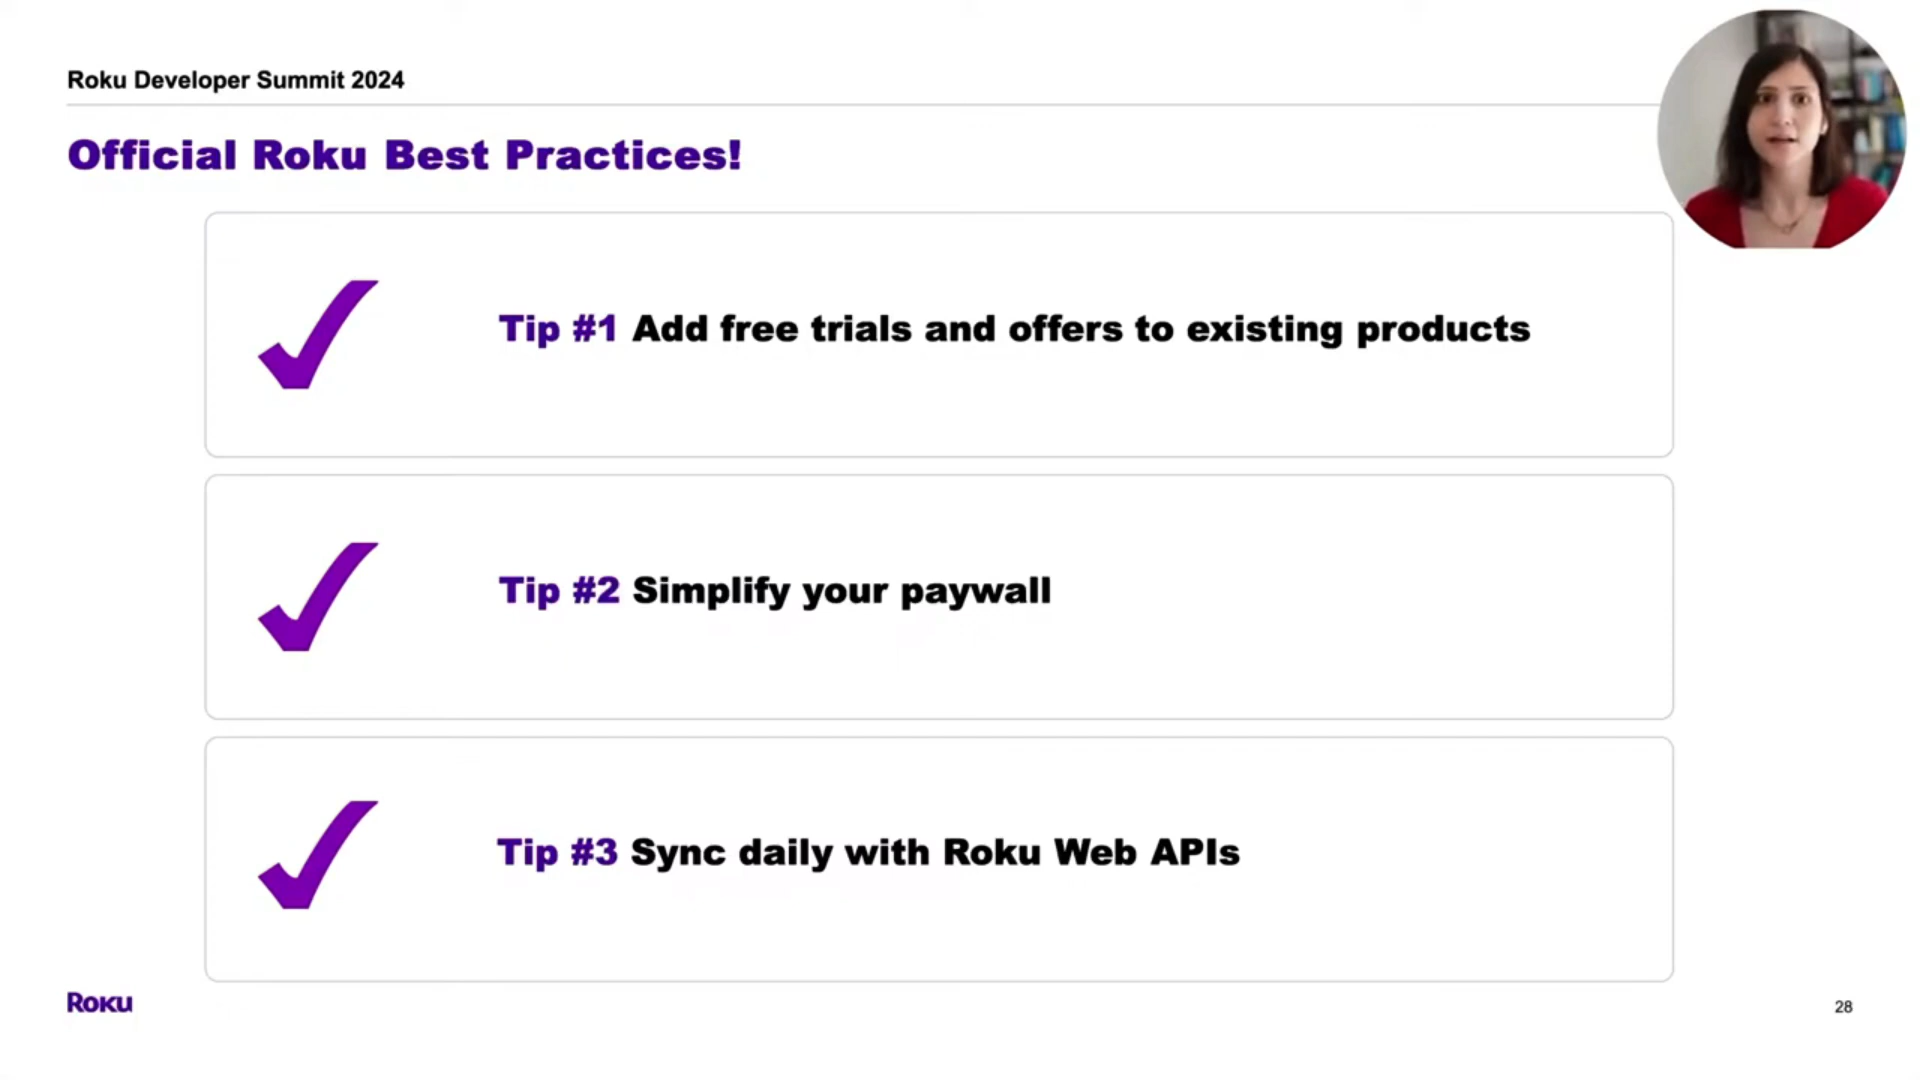 Roku Developer Summit 2024
Official Roku Best Practices!
Tip #1 Add free trials and offers to existing products
Tip #2 Simplify your paywall
Tip #3 Sync daily with Roku Web APIs
Roku
28